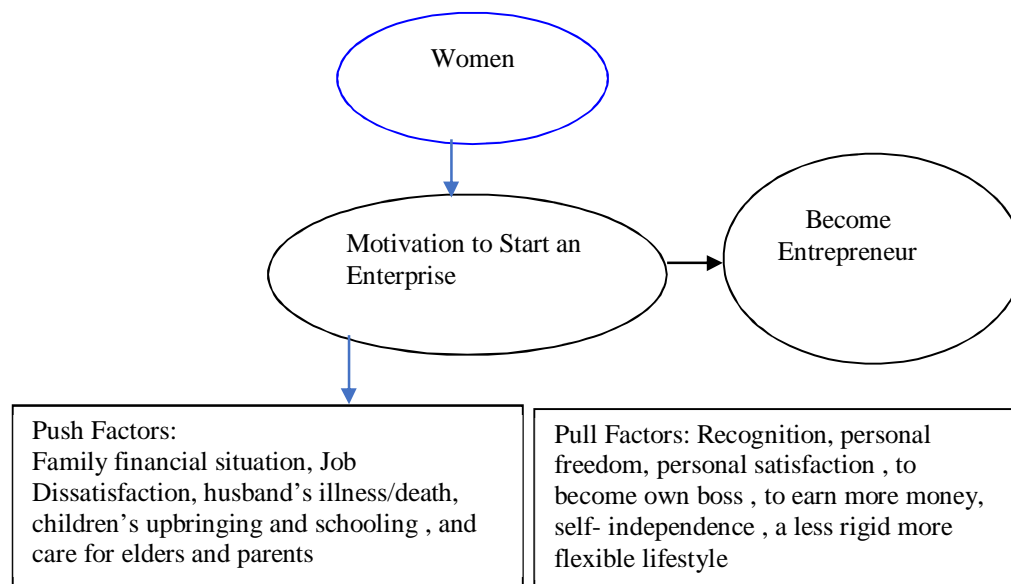 Women
Motivation to Start an
Enterprise
Become
Entrepreneur
Push Factors:
Family financial situation, Job
Dissatisfaction, husband's illness/death,
children's upbringing and schooling , and
care for elders and parents
Pull Factors: Recognition, personal
freedom, personal satisfaction , to
become own boss , to earn more money,
self- independence , a less rigid more
flexible lifestyle